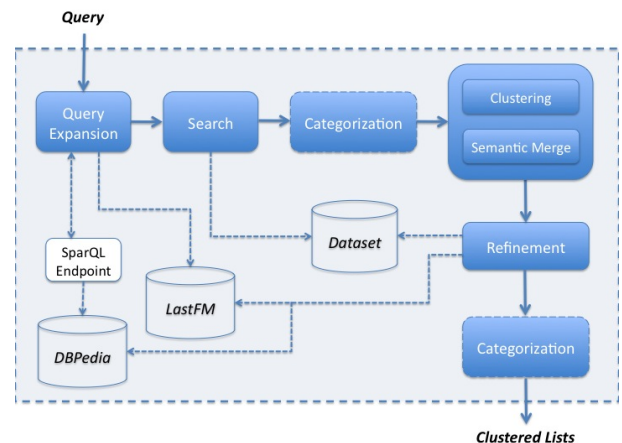 Query
Query
Expansion
Search
Categorization
Clustering
Semantic Merge
SparQL
Endpoint
Dataset
Refinement
LastFM
DBPedia
Categorization
Clustered Lists